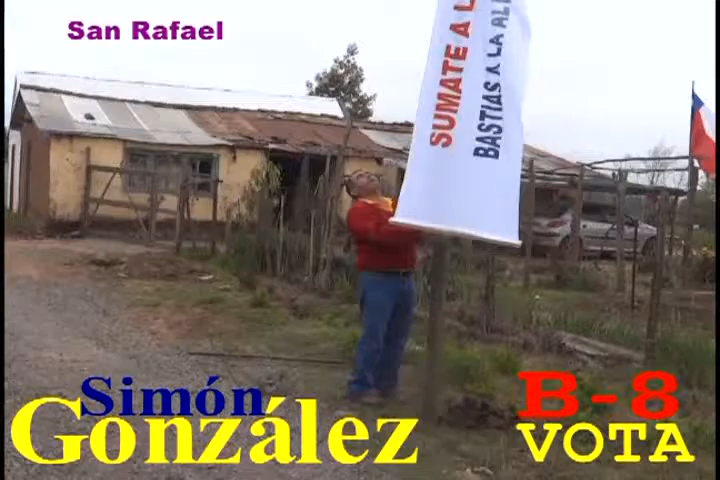 San Rafael
SUMATE A L
BASTIAS A LA AL
Simón
González
B-8
VOTA